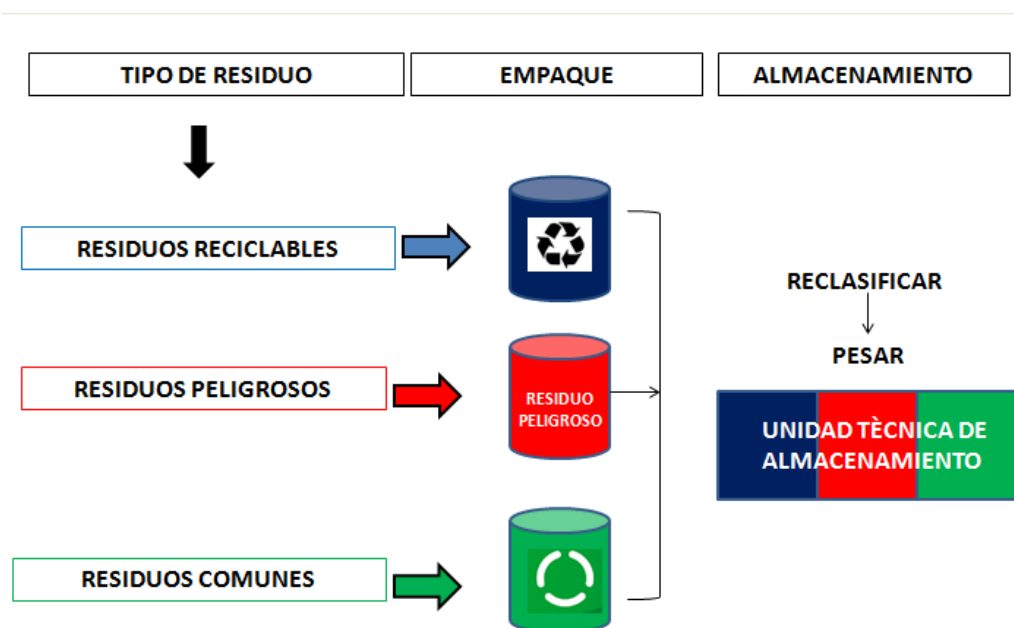 TIPO DE RESIDUO
EMPAQUE
ALMACENAMIENTO
RESIDUOS RECICLABLES
RESIDUOS PELIGROSOS
RESIDUO
PELIGROSO
RESIDUOS COMUNES
RECLASIFICAR
PESAR
UNIDAD TÈCNICA DE
ALMACENAMIENTO